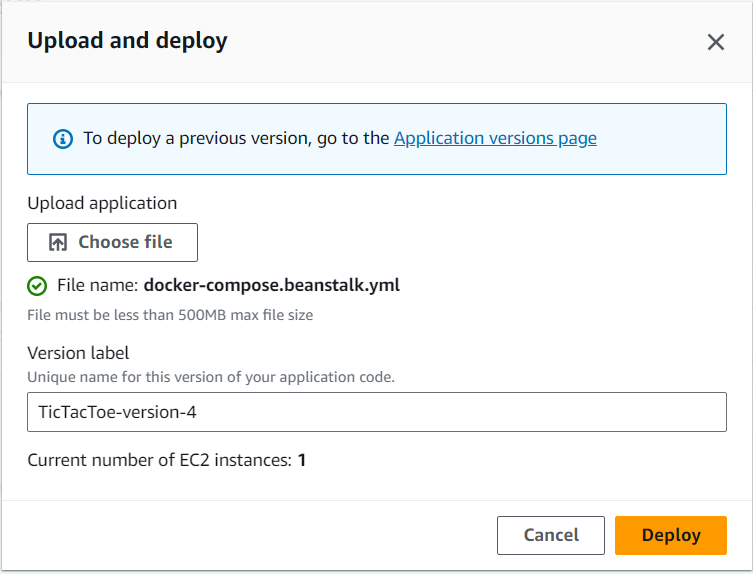 Upload and deploy
To deploy a previous version, go to the Application versions page
Upload application
Choose file
File name: docker-compose.beanstalk.yml
File must be less than 500MB max file size
Version label
Unique name for this version of your application code.
TicTacToe-version-4
Current number of EC2 instances: 1
Cancel
Deploy